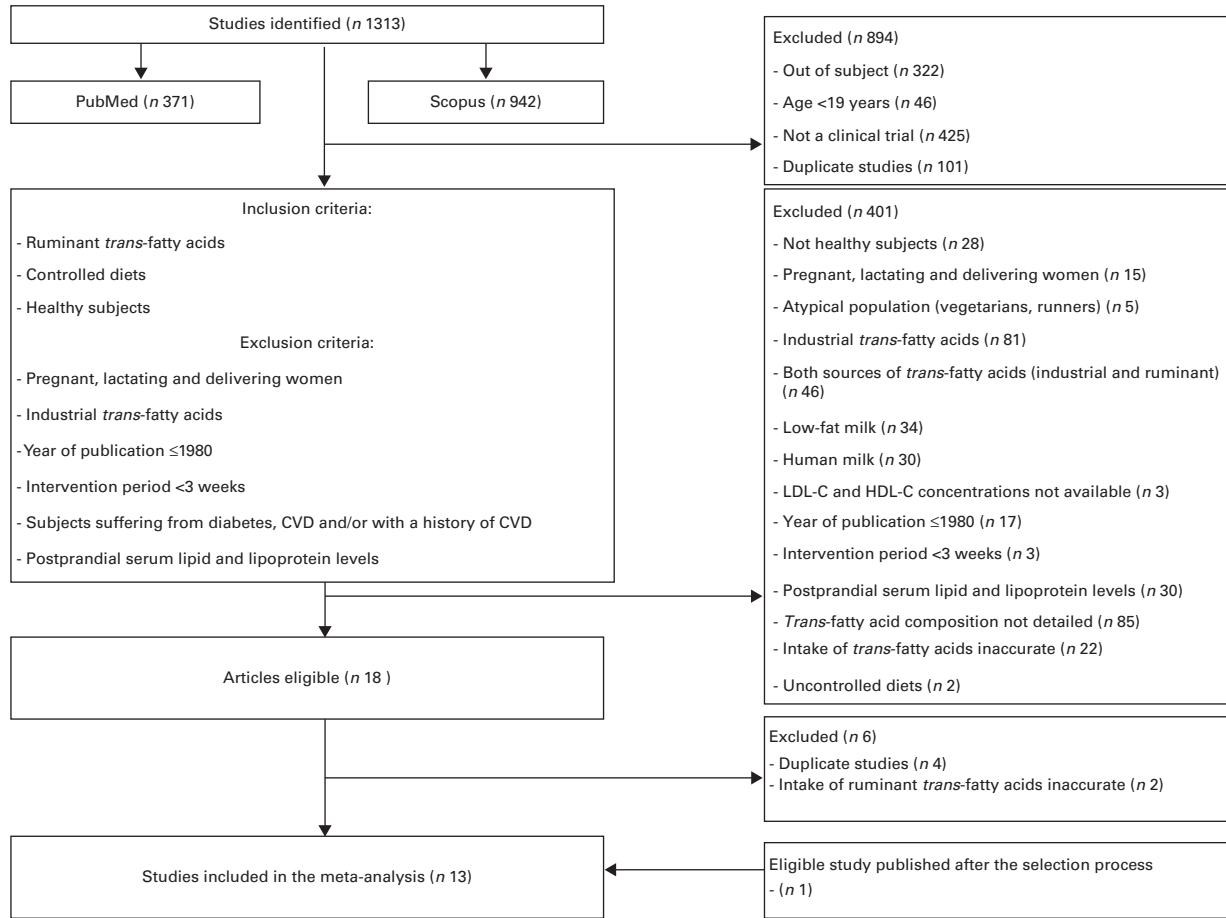 Studies identified (n 1313)
PubMed (n 371)
Scopus (n 942)
Excluded (n 894)
- Out of subject (n 322)
- Age <19 years (n 46)
- Not a clinical trial (n 425)
- Duplicate studies (n 101)
Inclusion criteria:
- Ruminant trans-fatty acids
- Controlled diets
- Healthy subjects
Exclusion criteria:
- Pregnant, lactating and delivering women
- Industrial trans-fatty acids
- Year of publication ≤1980
- Intervention period <3 weeks
- Subjects suffering from diabetes, CVD and/or with a history of CVD
- Postprandial serum lipid and lipoprotein levels
Excluded (n 401)
- Not healthy subjects (n 28)
- Pregnant, lactating and delivering women (n 15)
- Atypical population (vegetarians, runners) (n 5)
- Industrial trans-fatty acids (n 81)
- Both sources of trans-fatty acids (industrial and ruminant)
(n 46)
- Low-fat milk (n 34)
- Human milk (n 30)
- LDL-C and HDL-C concentrations not available (n 3)
- Year of publication ≤1980 (n 17)
- Intervention period <3 weeks (n 3)
- Postprandial serum lipid and lipoprotein levels (n 30)
- Trans-fatty acid composition not detailed (n 85)
- Intake of trans-fatty acids inaccurate (n 22)
- Uncontrolled diets (n 2)
Articles eligible (n 18 )
Excluded (n 6)
- Duplicate studies (n 4)
- Intake of ruminant trans-fatty acids inaccurate (n 2)
Studies included in the meta-analysis (n 13)
Eligible study published after the selection process
- (n 1)